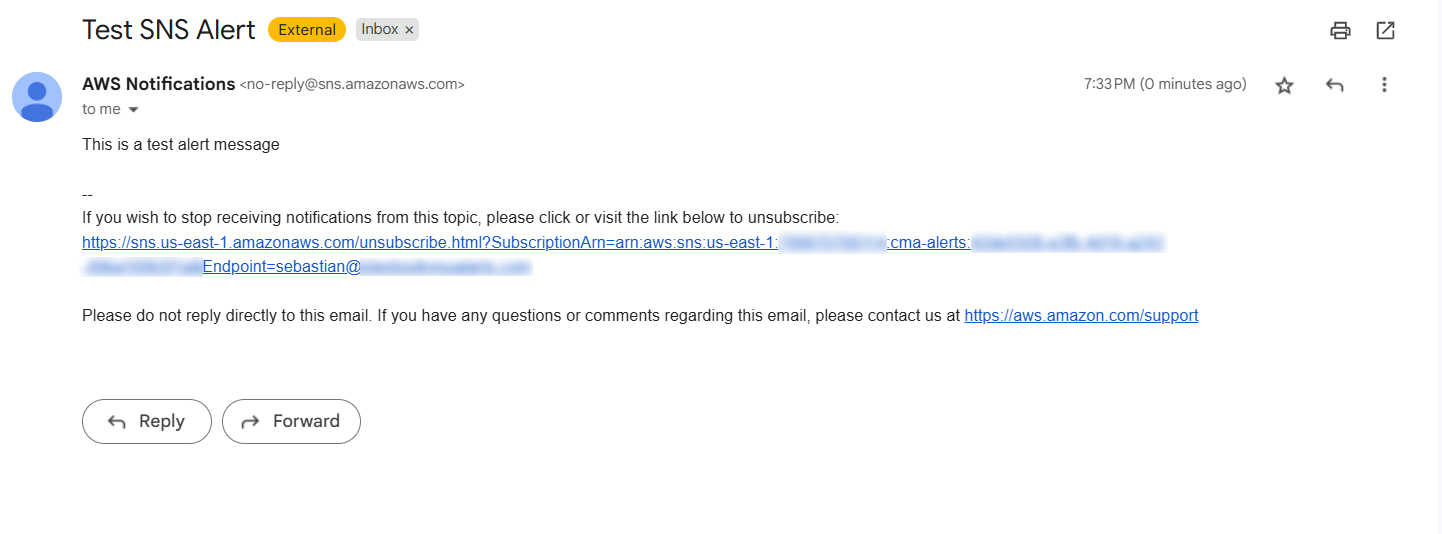 Test SNS Alert External Inbox ×
AWS Notifications <no-reply@sns.amazonaws.com> 7:33 PM (0 minutes ago)
to me
This is a test alert message
--
If you wish to stop receiving notifications from this topic, please click or visit the link below to unsubscribe:
https://sns.us-east-1.amazonaws.com/unsubscribe.html?SubscriptionArn=arn:aws:sns:us-east-1: :cma-alerts:
Endpoint=sebastian@
Please do not reply directly to this email. If you have any questions or comments regarding this email, please contact us at https://aws.amazon.com/support
Reply Forward